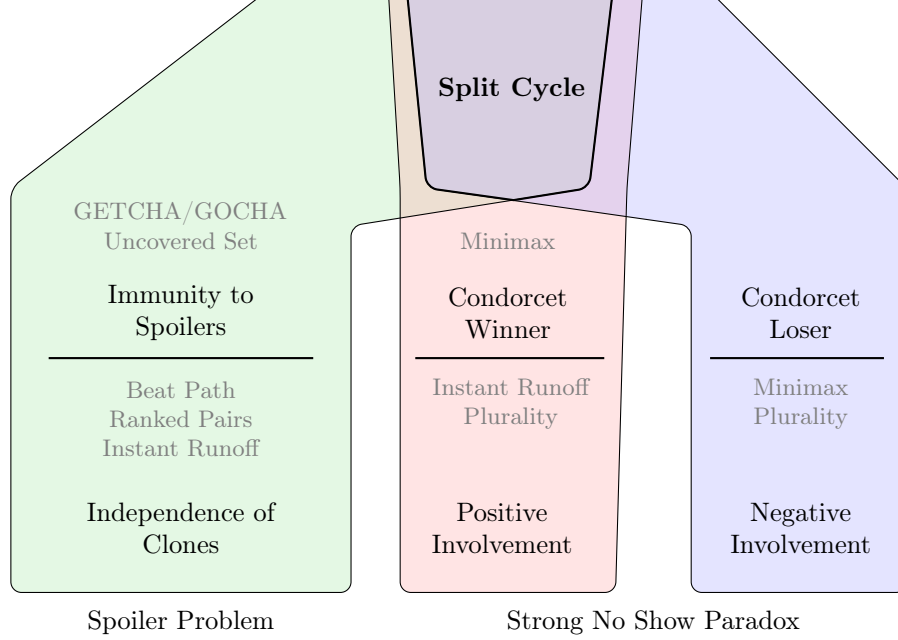 Split Cycle
GETCHA/GOCHA
Uncovered Set
Immunity to
Spoilers
Beat Path
Ranked Pairs
Instant Runoff
Independence of
Clones
Minimax
Condorcet
Winner
Instant Runoff
Plurality
Positive
Involvement
Condorcet
Loser
Minimax
Plurality
Negative
Involvement
Spoiler Problem
Strong No Show Paradox